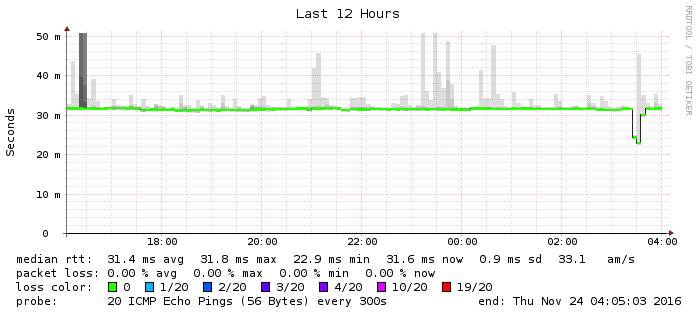 Last 12 Hours
RRDTOOL / TOBI OETIKER
Seconds
50 m
40 m
30 m
20 m
10 m
0
18:00 20:00 22:00 00:00 02:00 04:00
median rtt: 31.4 ms avg 31.8 ms max 22.9 ms min 31.6 ms now 0.9 ms sd 33.1 am/s
packet loss: 0.00 % avg 0.00 % max 0.00 % min 0.00 % now
loss color: 0 1/20 2/20 3/20 4/20 10/20 19/20
probe: 20 ICMP Echo Pings (56 Bytes) every 300s end: Thu Nov 24 04:05:03 2016